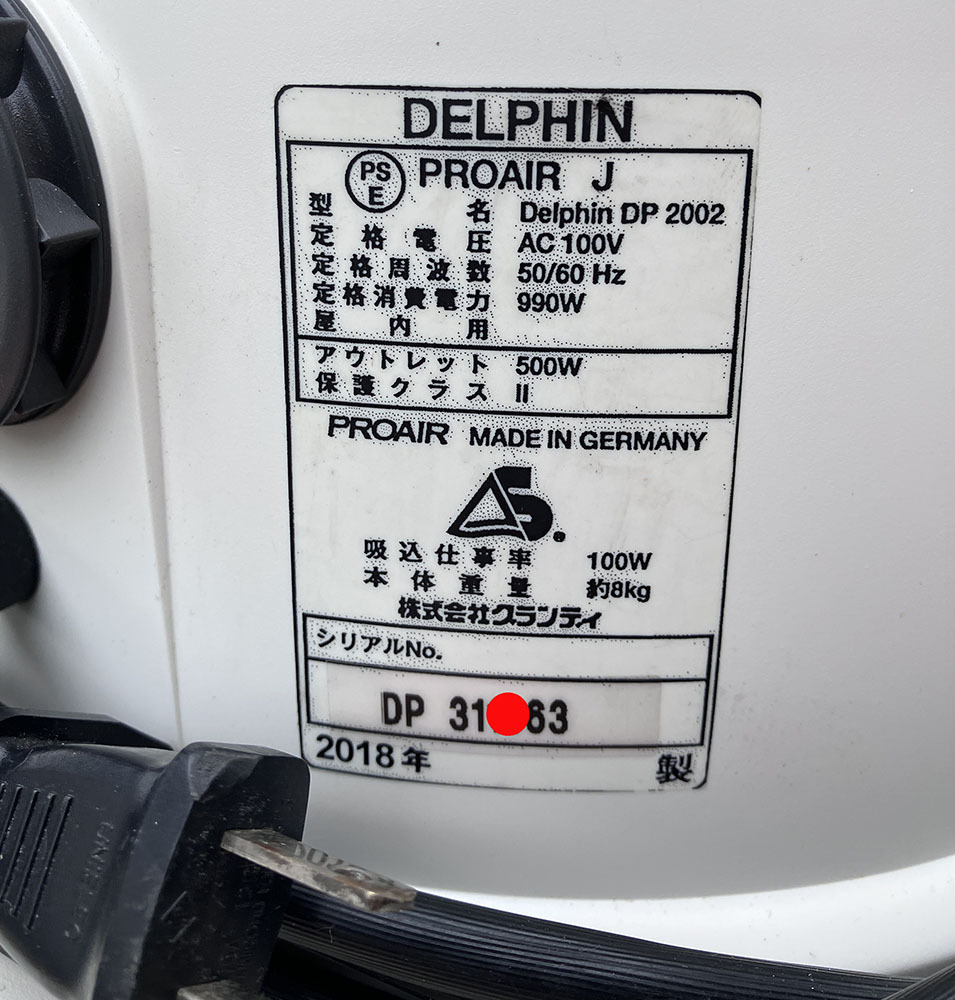 DELPHIN
PSE PROAIR J
型名 Delphin DP 2002
定格電圧 AC 100V
定格周波数 50/60 Hz
定格消費電力 990W
屋内用
アウトレット 500W
保護クラス II
PROAIR MADE IN GERMANY
吸込仕事率 100W
本体重量 約8kg
株式会社グランティ
シリアルNo.
DP 31 63
2018年 製